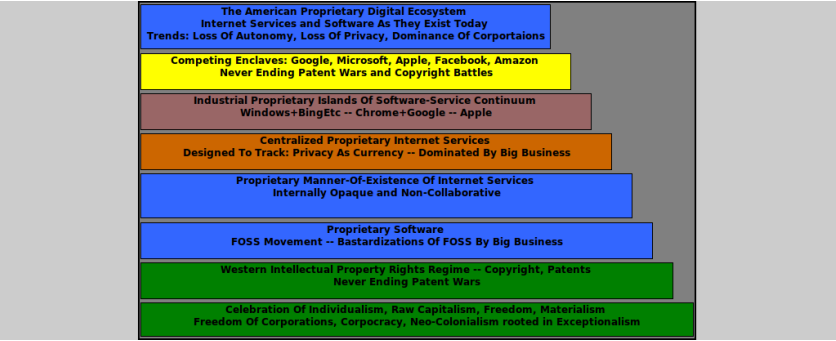 The American Proprietary Digital Ecosystem
Internet Services and Software As They Exist Today
Trends: Loss Of Autonomy, Loss Of Privacy, Dominance Of Corportaions
Competing Enclaves: Google, Microsoft, Apple, Facebook, Amazon
Never Ending Patent Wars and Copyright Battles
Industrial Proprietary Islands Of Software-Service Continuum
Windows+BingEtc -- Chrome+Google -- Apple
Centralized Proprietary Internet Services
Designed To Track: Privacy As Currency -- Dominated By Big Business
Proprietary Manner-Of-Existence Of Internet Services
Internally Opaque and Non-Collaborative
Proprietary Software
FOSS Movement -- Bastardizations Of FOSS By Big Business
Western Intellectual Property Rights Regime -- Copyright, Patents
Never Ending Patent Wars
Celebration Of Individualism, Raw Capitalism, Freedom, Materialism
Freedom Of Corporations, Corpocracy, Neo-Colonialism rooted in Exceptionalism